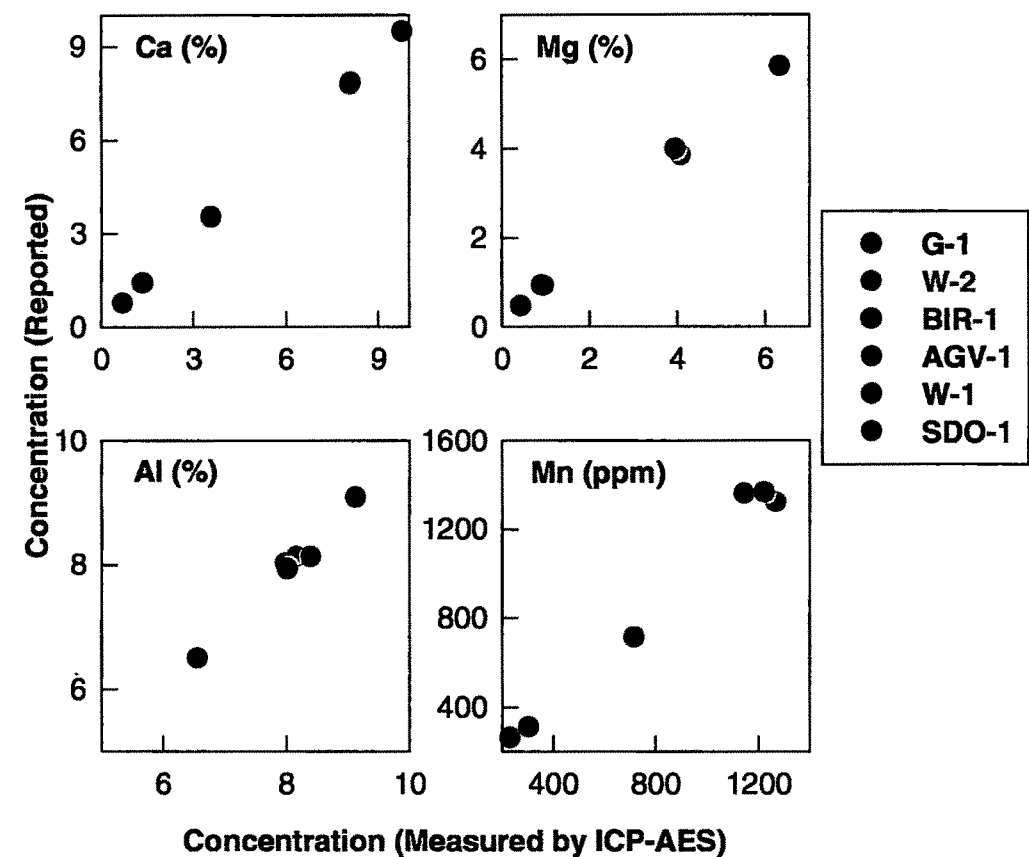 Ca (%)
9
6
3
0
0 3 6 9
Mg (%)
6
4
2
0
0 2 4 6
G-1
W-2
BIR-1
AGV-1
W-1
SDO-1
Al (%)
10
8
6
6 8 10
Mn (ppm)
1600
1200
800
400
400 800 1200
Concentration (Reported)
Concentration (Measured by ICP-AES)